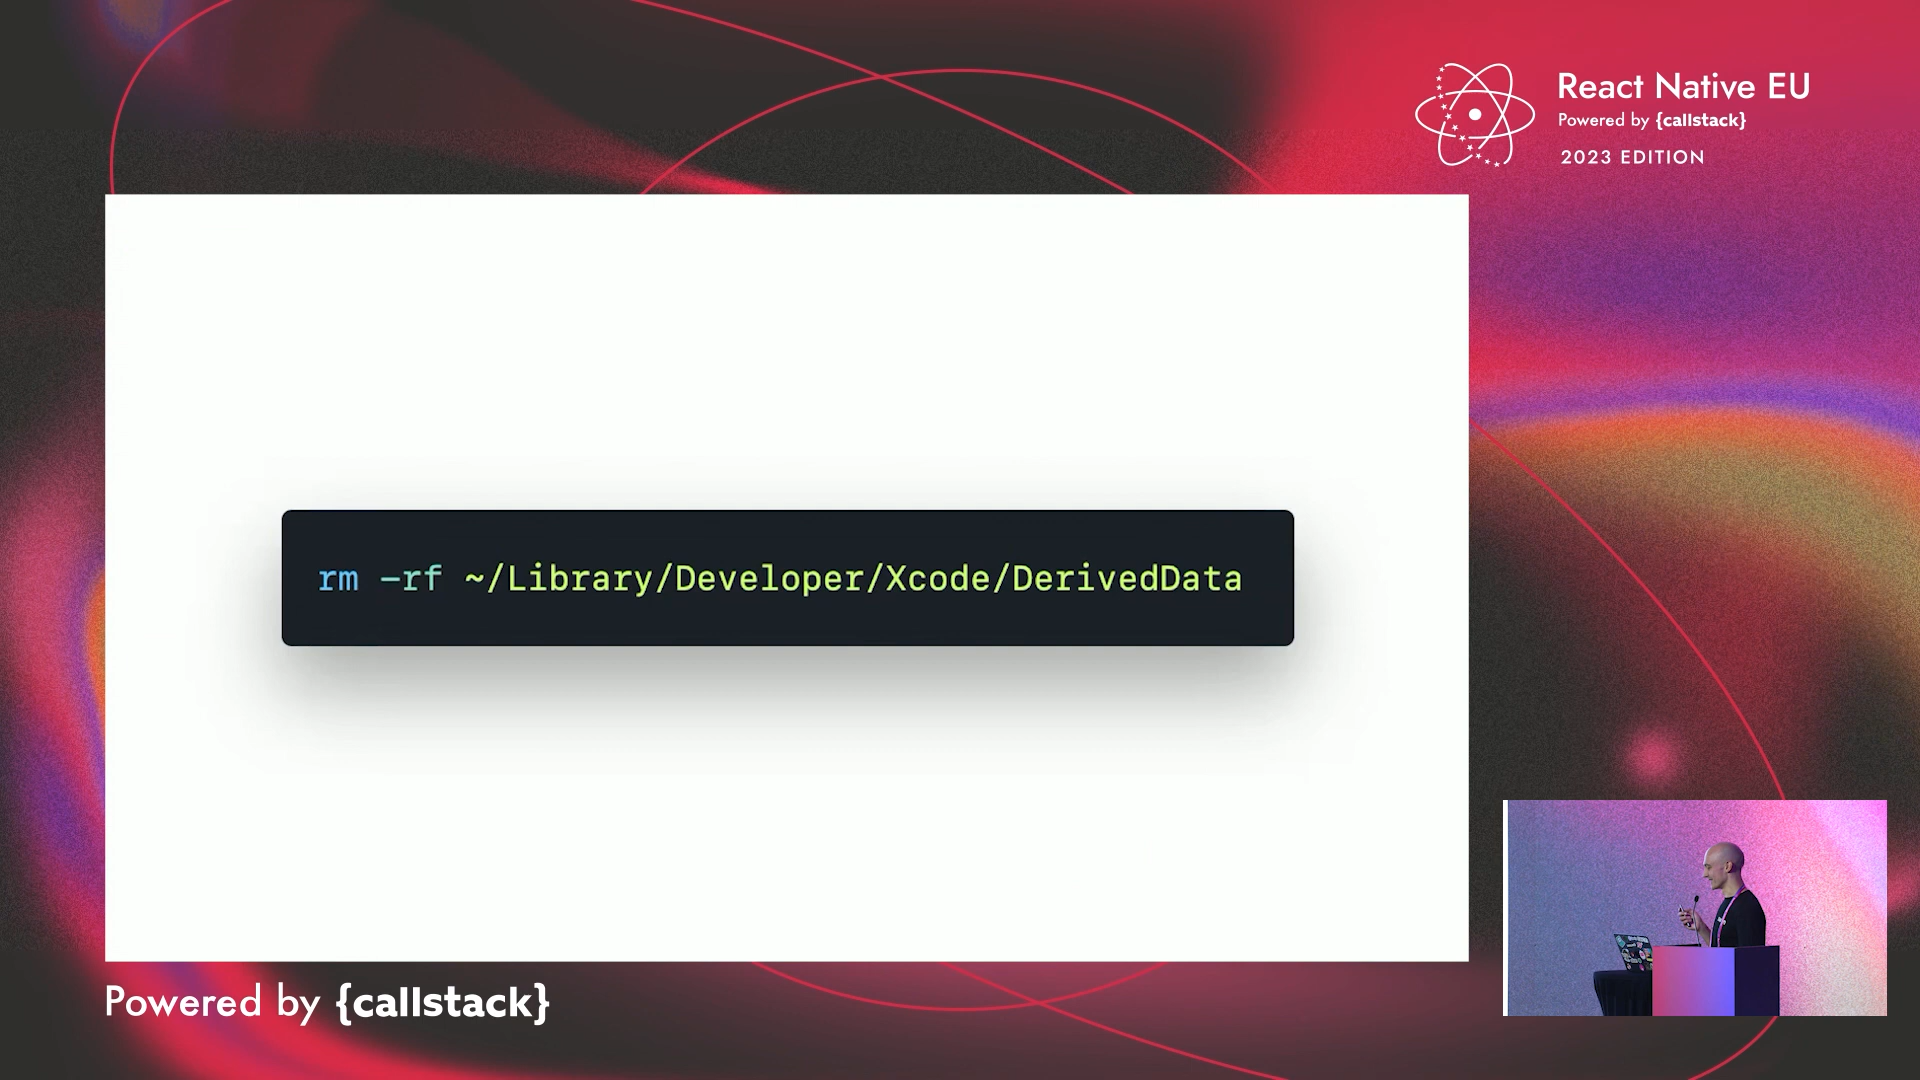 React Native EU
Powered by {callstack}
2023 EDITION
rm -rf ~/Library/Developer/Xcode/DerivedData
Powered by {callstack}